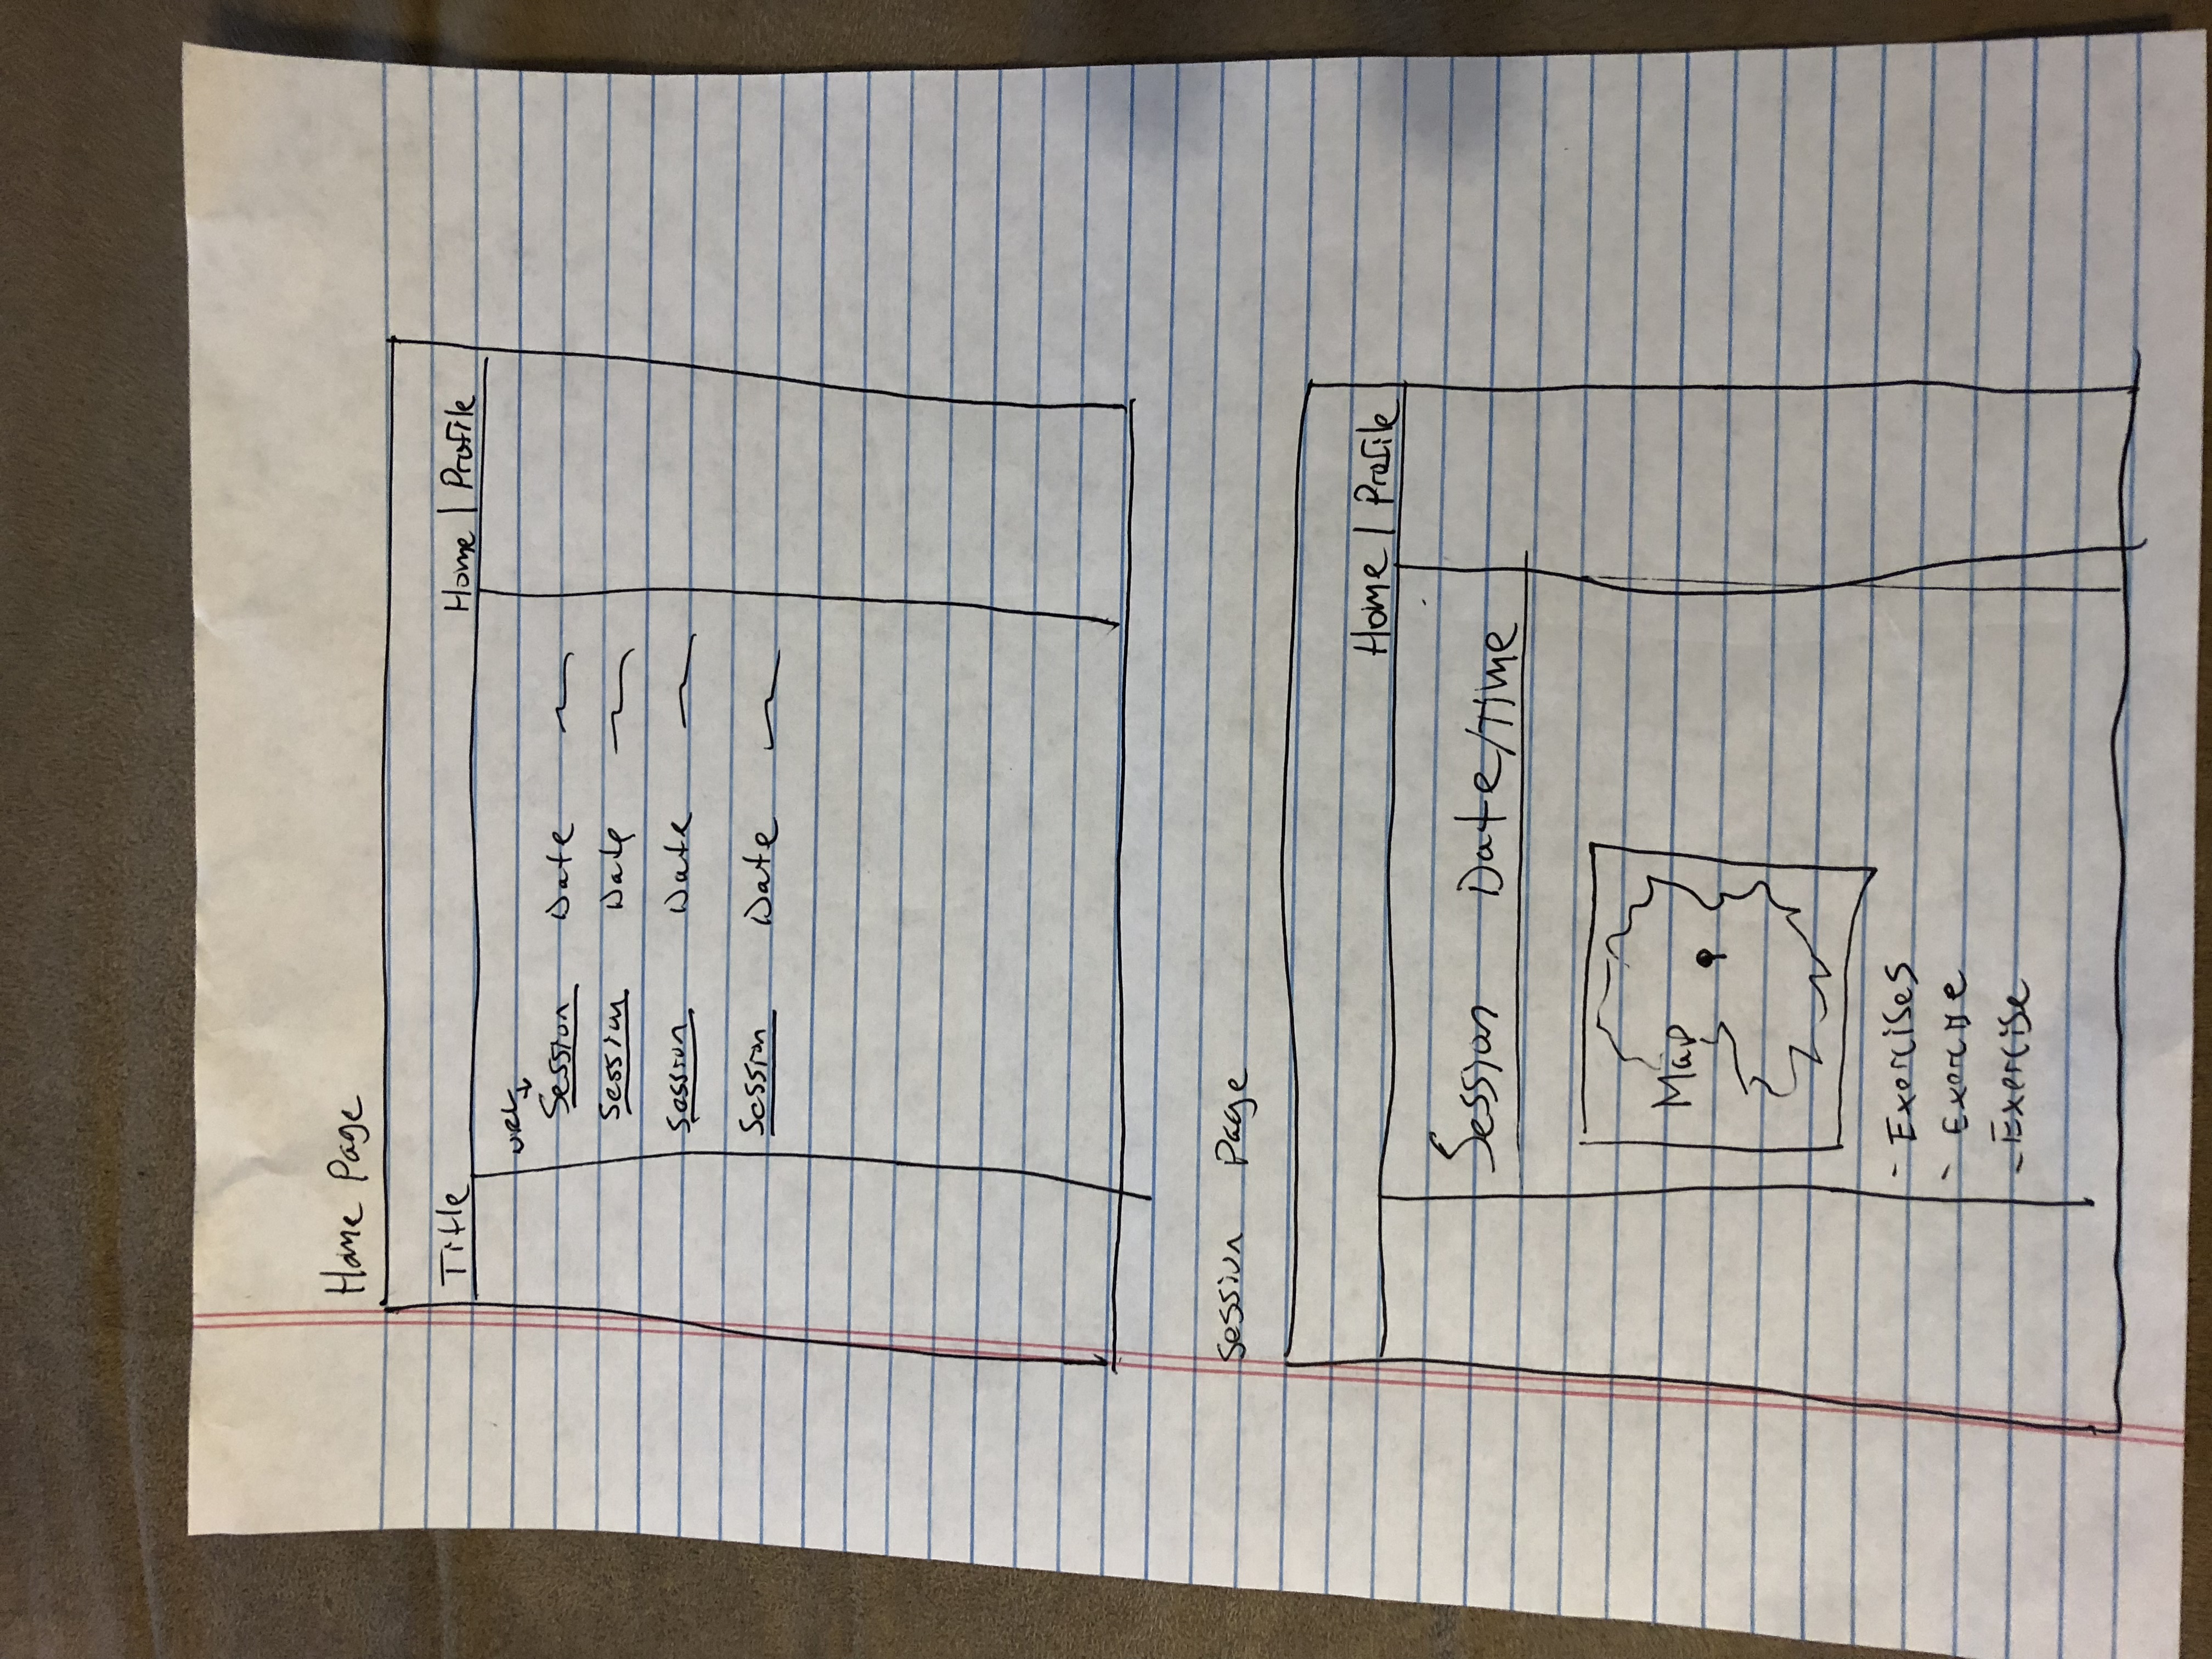 Home Page
Title Home | Profile
URL
Session Date
Session Date
Session Date
Session Date
Session Page
Home | Profile
Session Date/Time
Map
- Exercises
- Exercise
- Exercise